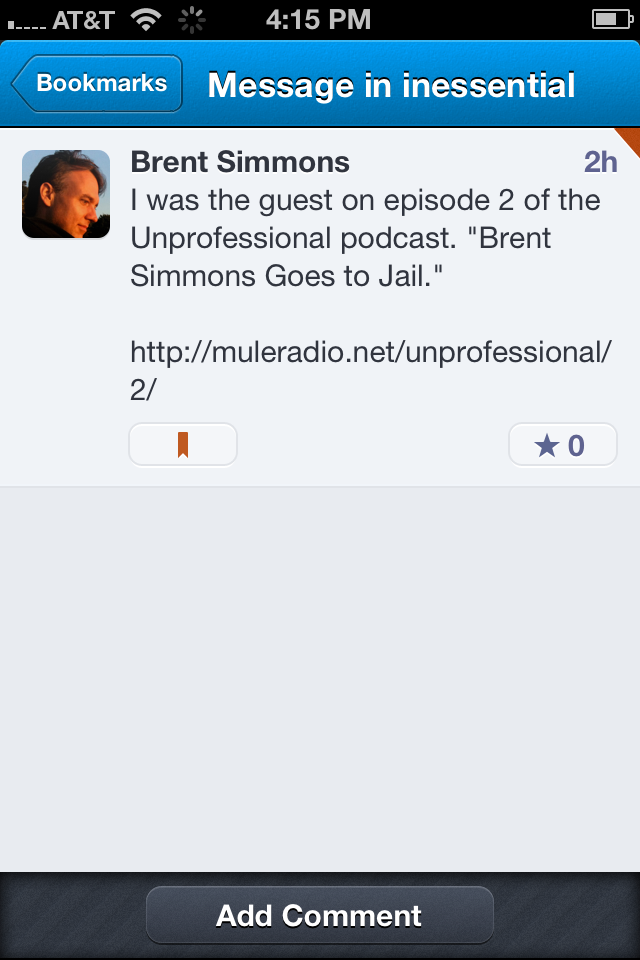 AT&T 4:15 PM
Bookmarks Message in inessential
Brent Simmons 2h
I was the guest on episode 2 of the
Unprofessional podcast. "Brent
Simmons Goes to Jail."
http://muleradio.net/unprofessional/
2/
★ 0
Add Comment